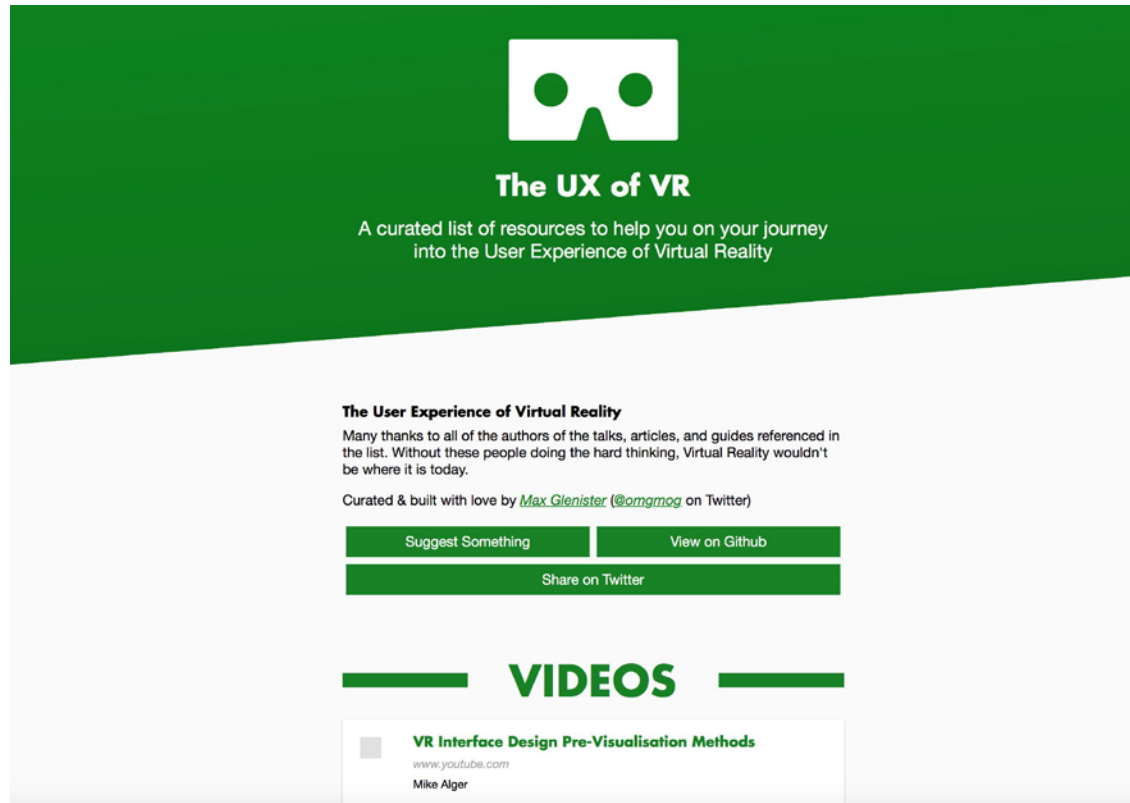 The UX of VR
A curated list of resources to help you on your journey
into the User Experience of Virtual Reality
The User Experience of Virtual Reality
Many thanks to all of the authors of the talks, articles, and guides referenced in
the list. Without these people doing the hard thinking, Virtual Reality wouldn't
be where it is today.
Curated & built with love by Max Glenister (@omgmog on Twitter)
Suggest Something
View on Github
Share on Twitter
VIDEOS
VR Interface Design Pre-Visualisation Methods
www.youtube.com
Mike Alger